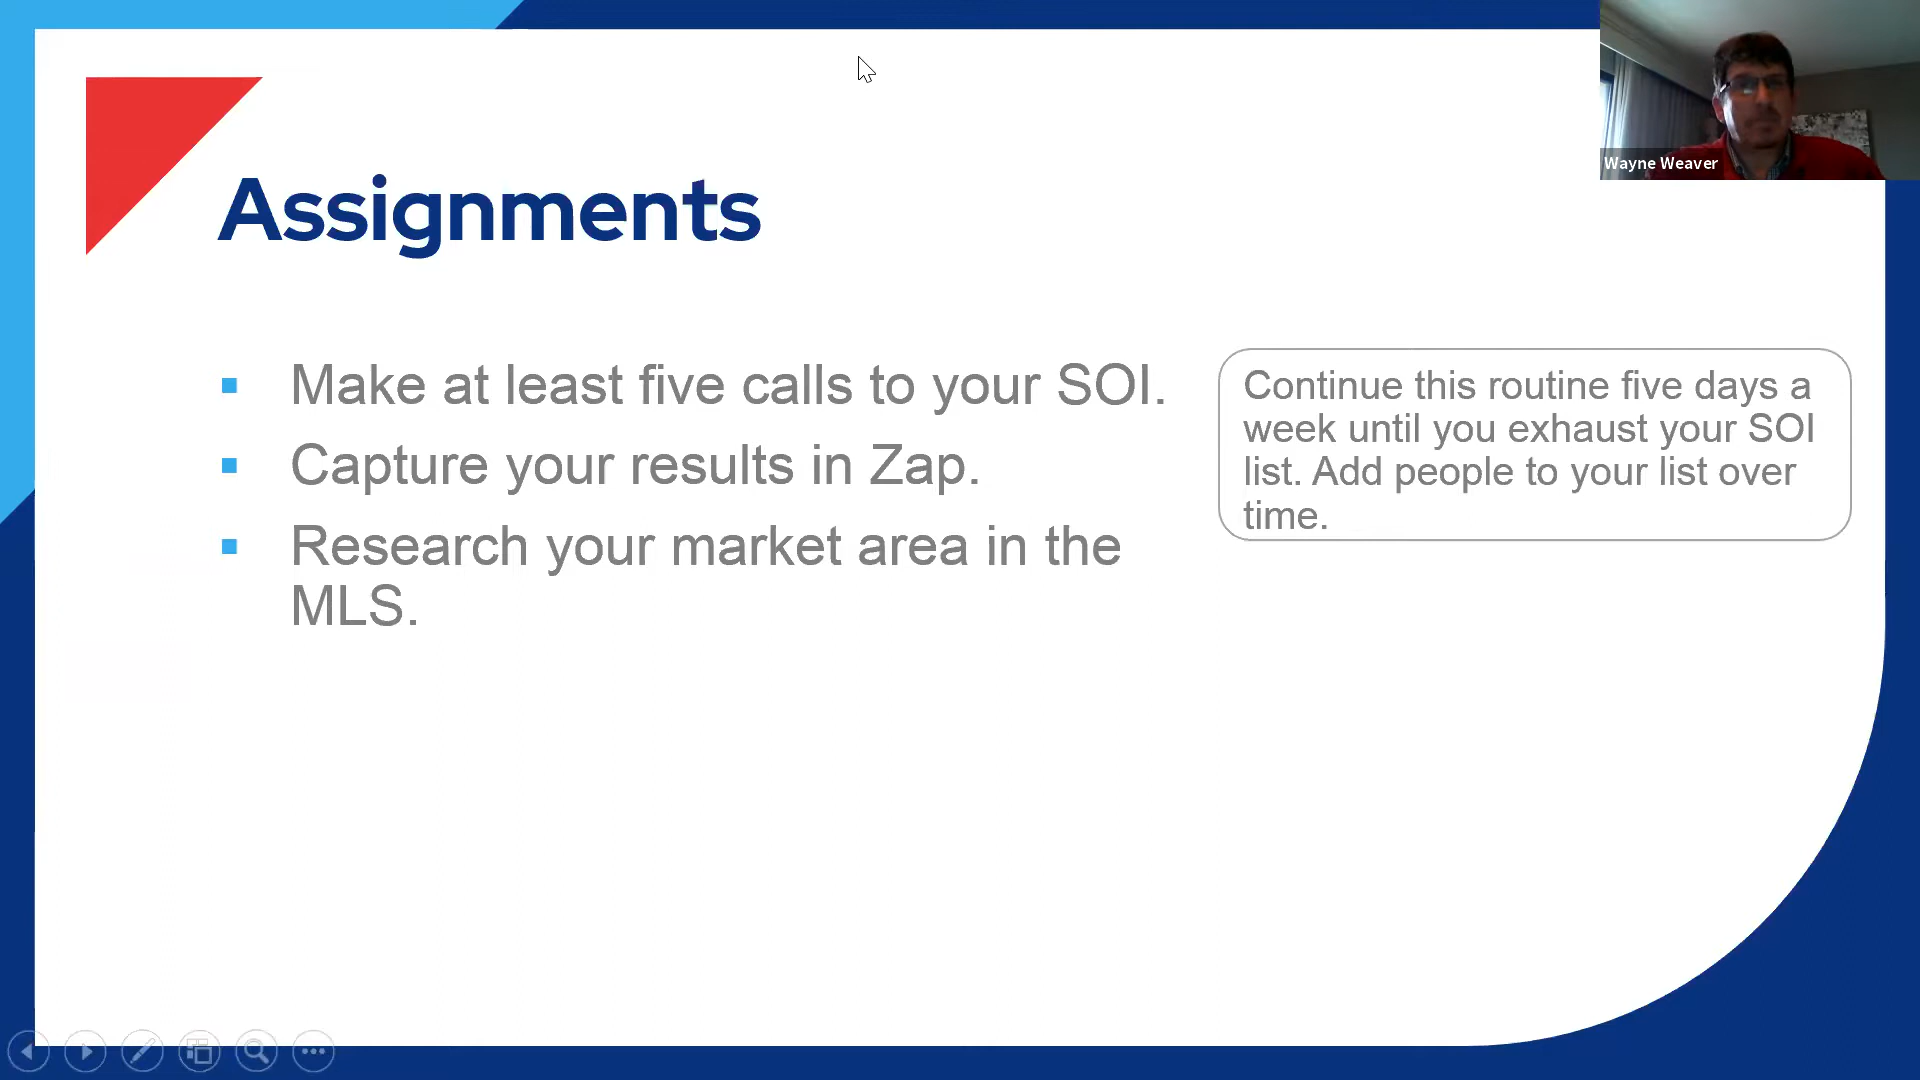 Wayne Weaver
Assignments
Make at least five calls to your SOI.
Capture your results in Zap.
Research your market area in the
MLS.
Continue this routine five days a
week until you exhaust your SOI
list. Add people to your list over
time.